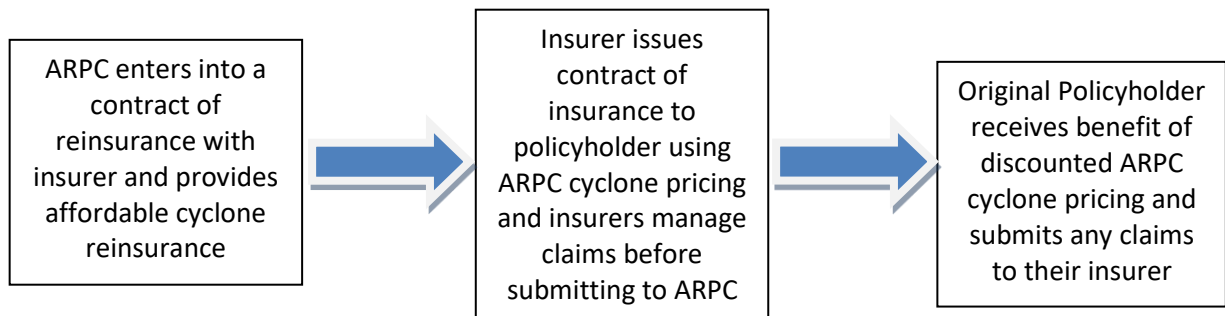 ARPC enters into a
contract of
reinsurance with
insurer and provides
affordable cyclone
reinsurance
Insurer issues
contract of
insurance to
policyholder using
ARPC cyclone pricing
and insurers manage
claims before
submitting to ARPC
Original Policyholder
receives benefit of
discounted ARPC
cyclone pricing and
submits any claims
to their insurer